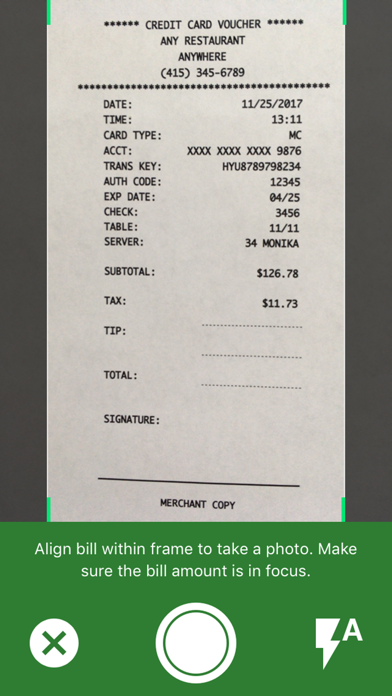 ****** CREDIT CARD VOUCHER ******
ANY RESTAURANT
ANYWHERE
(415) 345-6789
******************************************
DATE: 11/25/2017
TIME: 13:11
CARD TYPE: MC
ACCT: XXXX XXXX XXXX 9876
TRANS KEY: HYU8789798234
AUTH CODE: 12345
EXP DATE: 04/25
CHECK: 3456
TABLE: 11/11
SERVER: 34 MONIKA
SUBTOTAL: $126.78
TAX: $11.73
TIP:
TOTAL:
SIGNATURE:
MERCHANT COPY
Align bill within frame to take a photo. Make
sure the bill amount is in focus.
A